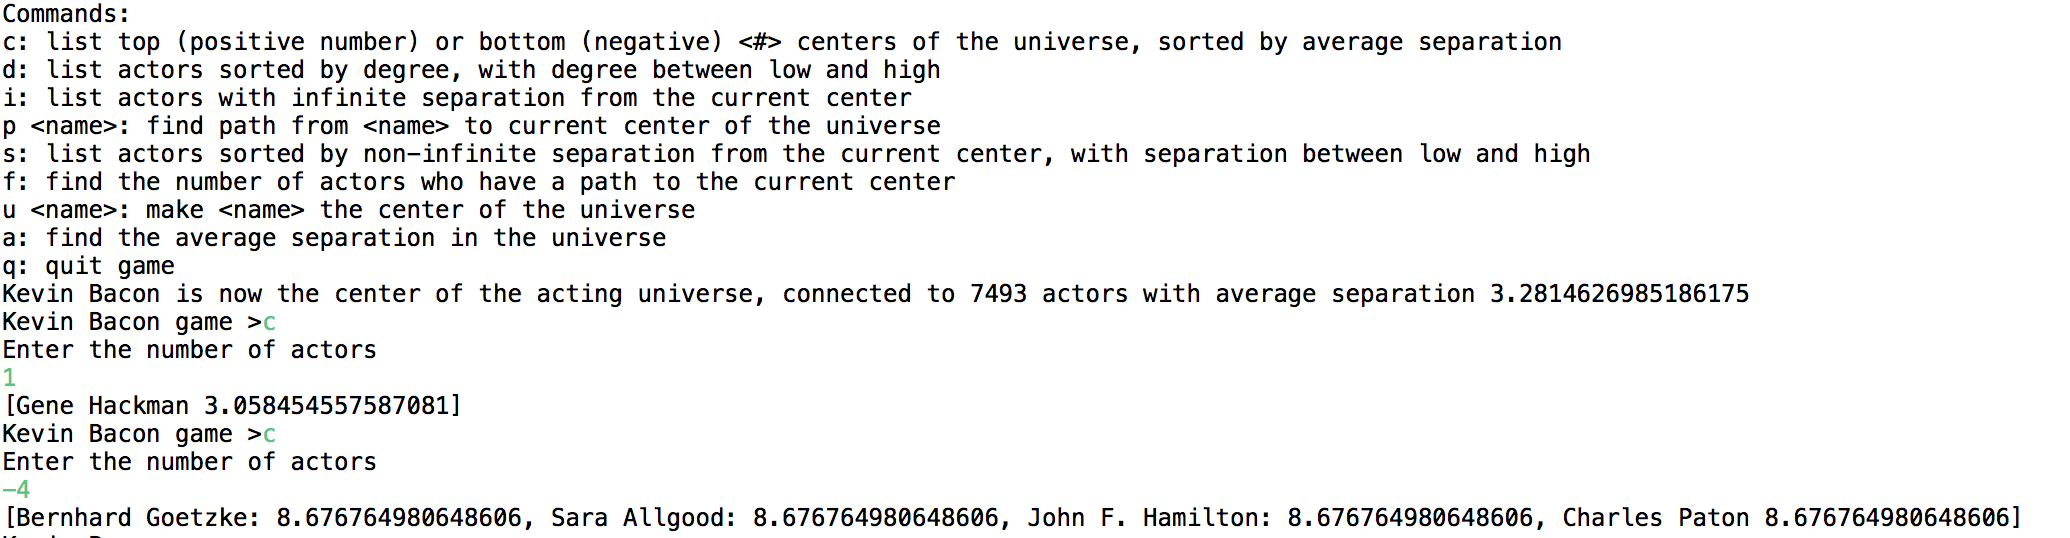 Commands:
c: list top (positive number) or bottom (negative) <#> centers of the universe, sorted by average separation
d: list actors sorted by degree, with degree between low and high
i: list actors with infinite separation from the current center
p <name>: find path from <name> to current center of the universe
s: list actors sorted by non-infinite separation from the current center, with separation between low and high
f: find the number of actors who have a path to the current center
u <name>: make <name> the center of the universe
a: find the average separation in the universe
q: quit game
Kevin Bacon is now the center of the acting universe, connected to 7493 actors with average separation 3.2814626985186175
Kevin Bacon game >c
Enter the number of actors
1
[Gene Hackman 3.058454557587081]
Kevin Bacon game >c
Enter the number of actors
-4
[Bernhard Goetzke: 8.676764980648606, Sara Allgood: 8.676764980648606, John F. Hamilton: 8.676764980648606, Charles Paton 8.676764980648606]